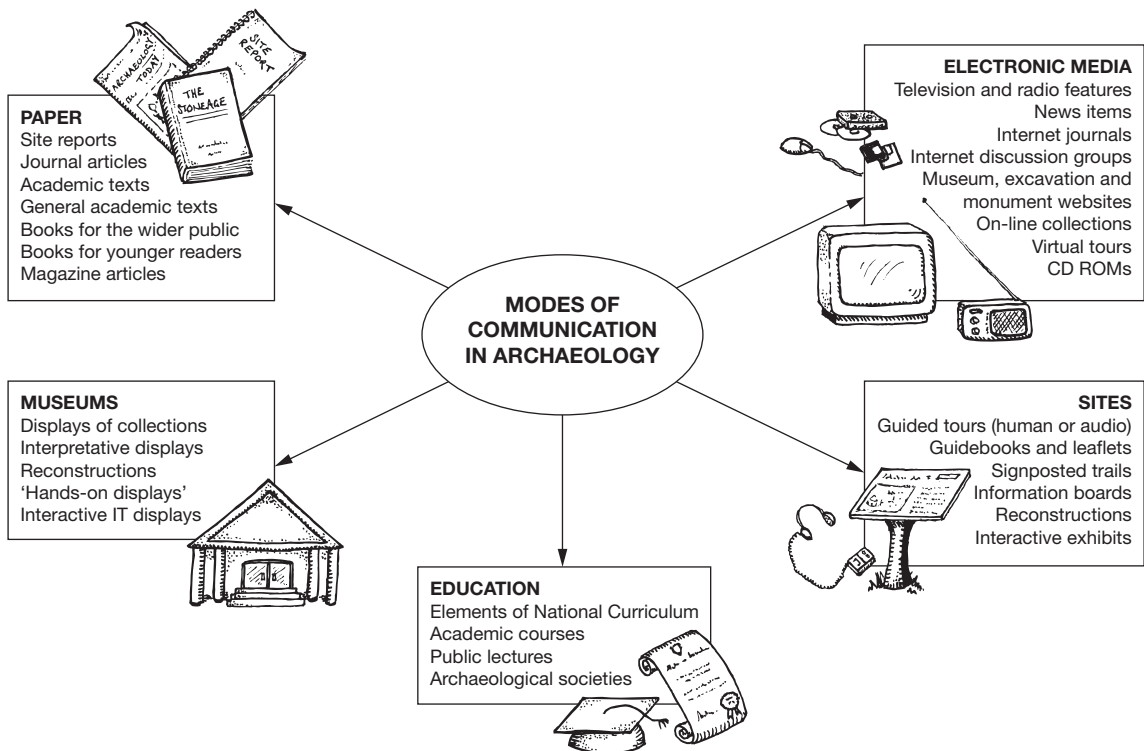 ARCHAEOLOGY
TODAY
SITE
REPORT
THE
STONEAGE
PAPER
Site reports
Journal articles
Academic texts
General academic texts
Books for the wider public
Books for younger readers
Magazine articles
ELECTRONIC MEDIA
Television and radio features
News items
Internet journals
Internet discussion groups
Museum, excavation and
monument websites
On-line collections
Virtual tours
CD ROMs
MODES OF
COMMUNICATION
IN ARCHAEOLOGY
MUSEUMS
Displays of collections
Interpretative displays
Reconstructions
‘Hands-on displays’
Interactive IT displays
SITES
Guided tours (human or audio)
Guidebooks and leaflets
Signposted trails
Information boards
Reconstructions
Interactive exhibits
EDUCATION
Elements of National Curriculum
Academic courses
Public lectures
Archaeological societies